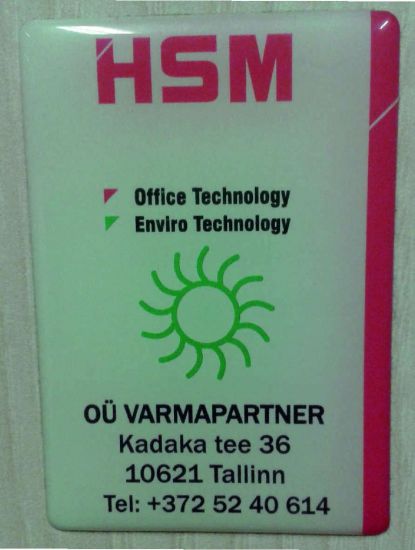 HSM
Office Technology
Enviro Technology
OÜ VARMAPARTNER
Kadaka tee 36
10621 Tallinn
Tel: +372 52 40 614